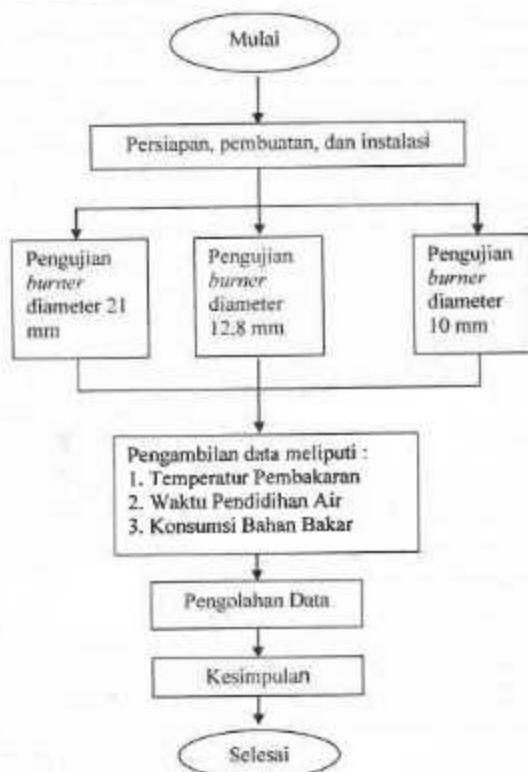 Mulai
Persiapan, pembuatan, dan instalasi
Pengujian
burner
diameter 21
mm
Pengujian
burner
diameter
12.8 mm
Pengujian
burner
diameter
10 mm
Pengambilan data meliputi :
1. Temperatur Pembakaran
2. Waktu Pendidihan Air
3. Konsumsi Bahan Bakar
Pengolahan Data
Kesimpulan
Selesai